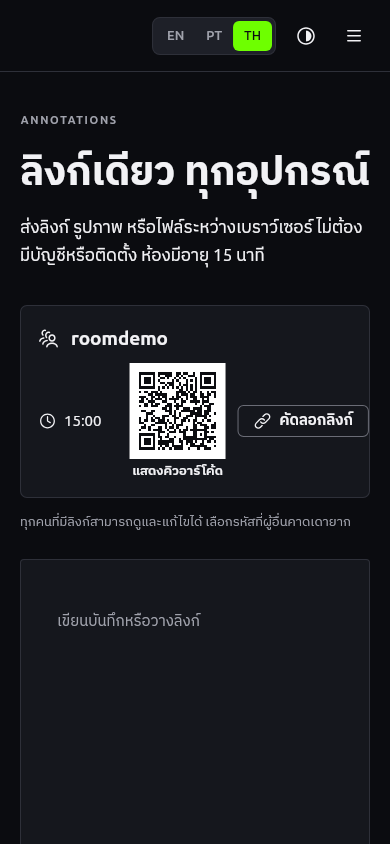 EN PT TH
ANNOTATIONS
ลิงก์เดียว ทุกอุปกรณ์
ส่งลิงก์ รูปภาพ หรือไฟล์ระหว่างเบราว์เซอร์ ไม่ต้อง
มีบัญชีหรือติดตั้ง ห้องมีอายุ 15 นาที
roomdemo
15:00
แสดงคิวอาร์โค้ด
คัดลอกลิงก์
ทุกคนที่มีลิงก์สามารถดูและแก้ไขได้ เลือกรหัสที่ผู้อื่นคาดเดายาก
เขียนบันทึกหรือวางลิงก์